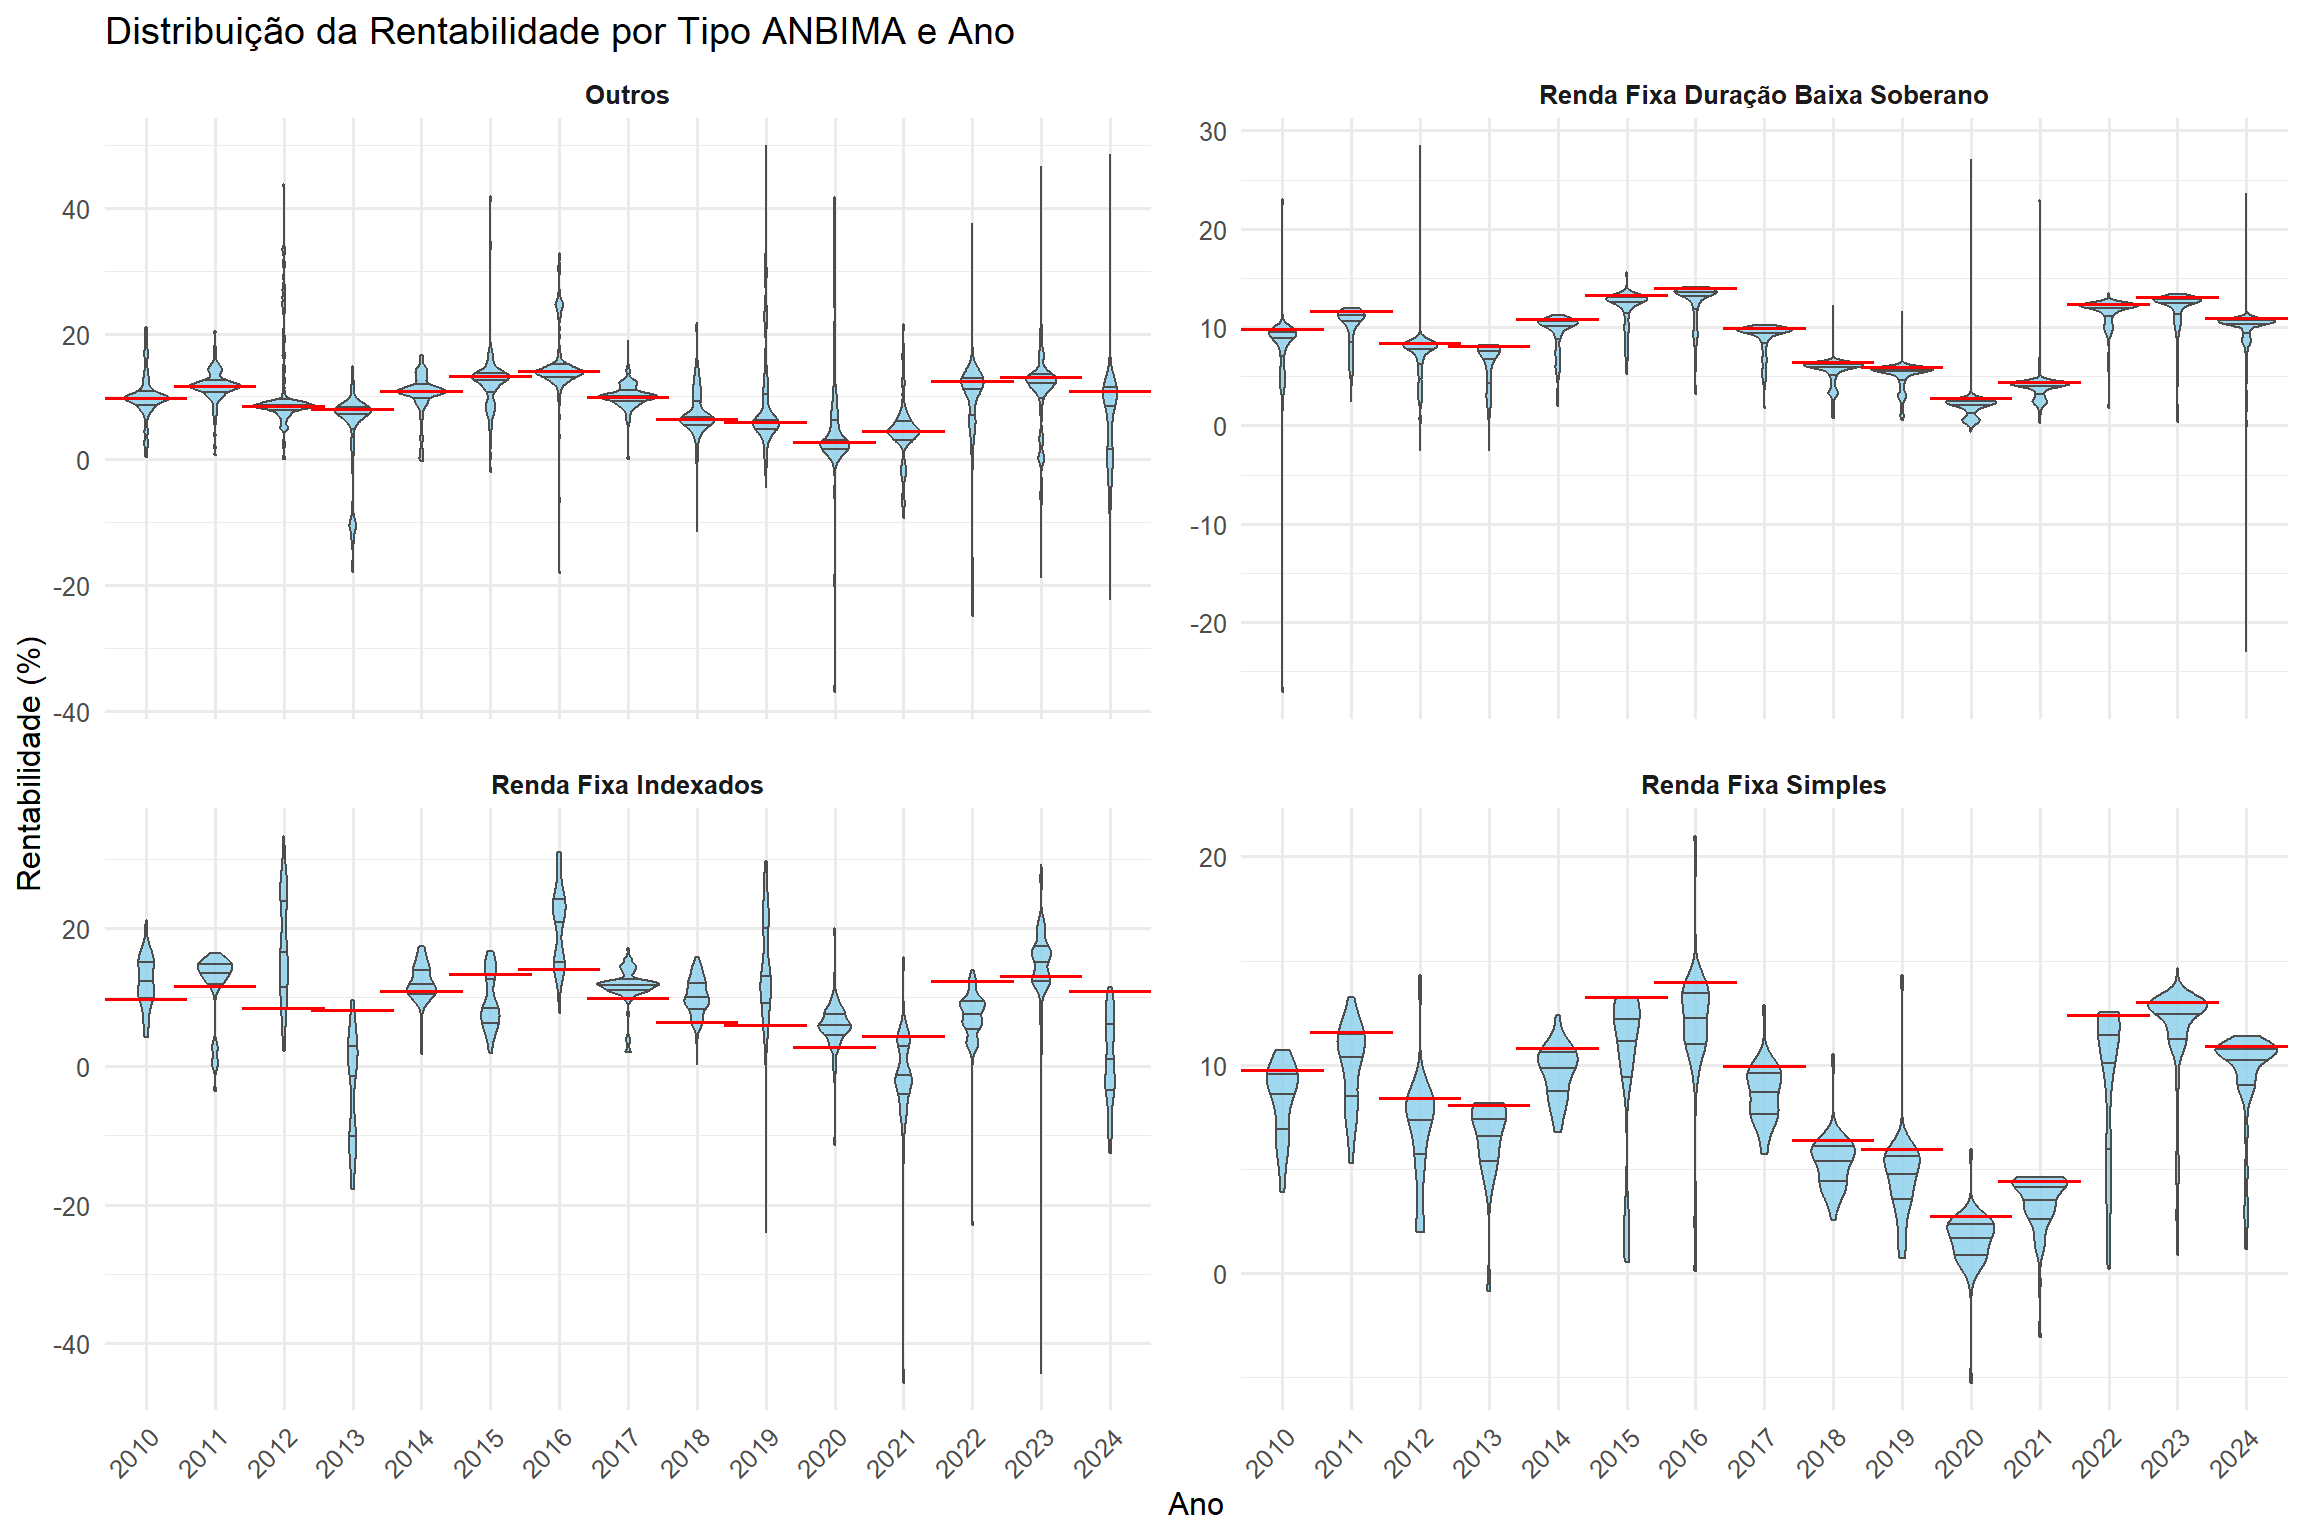 Distribuição da Rentabilidade por Tipo ANBIMA e Ano
Outros
Renda Fixa Duração Baixa Soberano
40
20
0
-20
-40
30
20
10
0
-10
-20
Rentabilidade (%)
Renda Fixa Indexados
Renda Fixa Simples
20
0
-20
-40
20
10
0
2010 2011 2012 2013 2014 2015 2016 2017 2018 2019 2020 2021 2022 2023 2024
2010 2011 2012 2013 2014 2015 2016 2017 2018 2019 2020 2021 2022 2023 2024
Ano